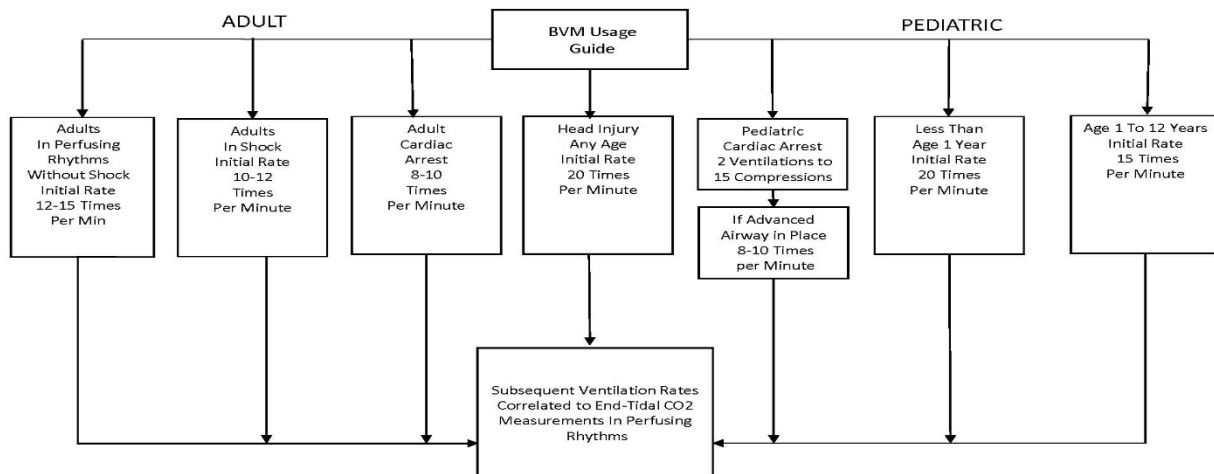 ADULT
BVM Usage
Guide
PEDIATRIC
Adults
In Perfusing
Rhythms
Without Shock
Initial Rate
12-15 Times
Per Min
Adults
In Shock
Initial Rate
10-12
Times
Per Minute
Adult
Cardiac
Arrest
8-10
Times
Per Minute
Head Injury
Any Age
Initial Rate
20 Times
Per Minute
Pediatric
Cardiac Arrest
2 Ventilations to
15 Compressions
If Advanced
Airway in Place
8-10 Times
per Minute
Less Than
Age 1 Year
Initial Rate
20 Times
Per Minute
Age 1 To 12 Years
Initial Rate
15 Times
Per Minute
Subsequent Ventilation Rates
Correlated to End-Tidal CO2
Measurements In Perfusing
Rhythms